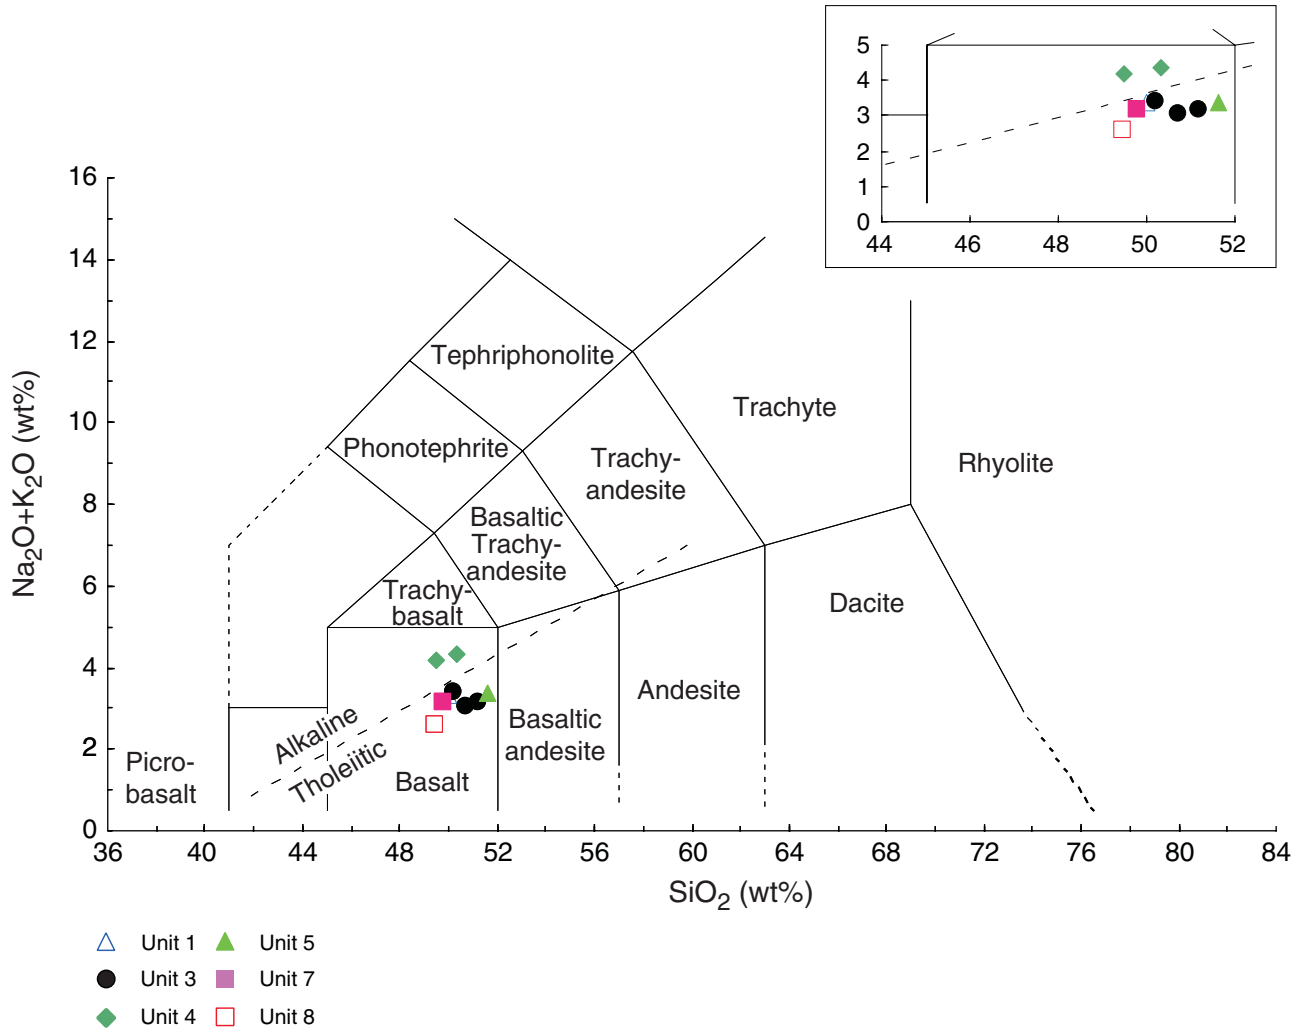 5
4
3
2
1
0
44 46 48 50 52
16
14
12
10
8
6
4
2
0
Na₂O+K₂O (wt%)
Tephriphonolite
Phonotephrite
Trachyte
Trachy-
andesite
Rhyolite
Basaltic
Trachy-
andesite
Trachy-
basalt
Dacite
Andesite
Basaltic
andesite
Alkaline
Tholeiitic
Picro-
basalt
Basalt
36 40 44 48 52 56 60 64 68 72 76 80 84
SiO₂ (wt%)
Unit 1 Unit 5
Unit 3 Unit 7
Unit 4 Unit 8